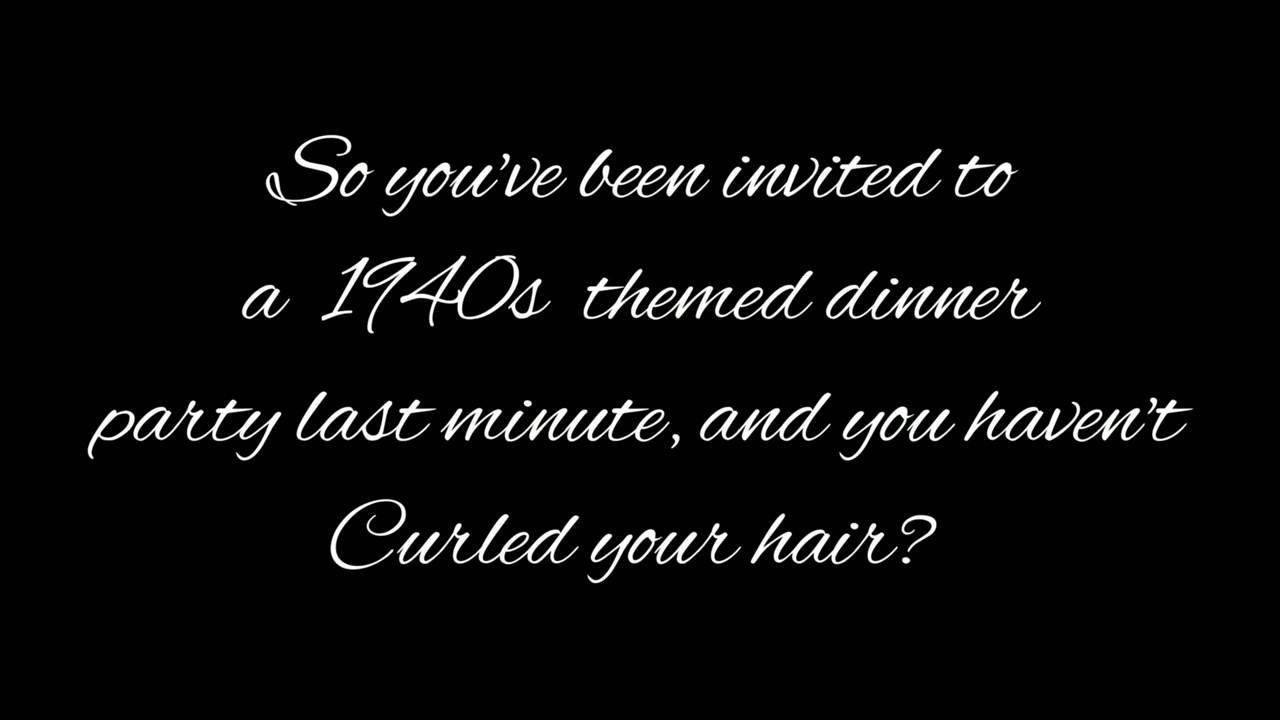 So you've been invited to
a 1940s themed dinner
party last minute, and you haven't
Curled your hair?